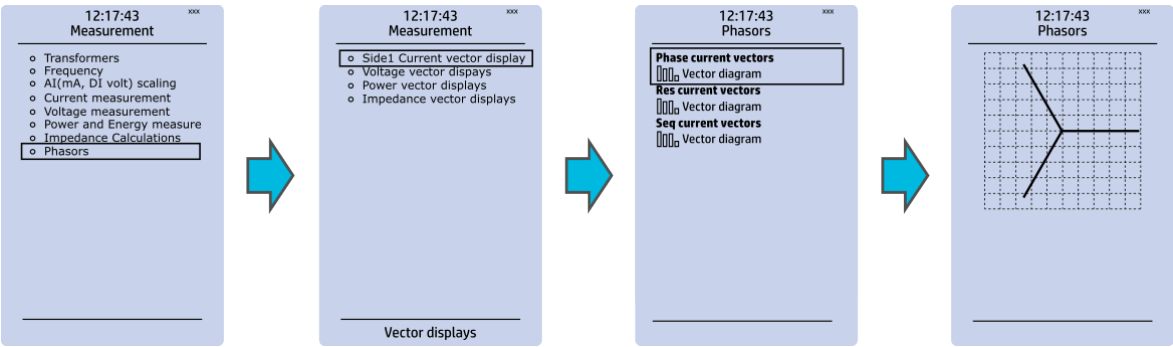 12:17:43 xxx
Measurement
Transformers
Frequency
AI(mA, DI volt) scaling
Current measurement
Voltage measurement
Power and Energy measure
Impedance Calculations
Phasors
12:17:43 xxx
Measurement
Side1 Current vector display
Voltage vector dispays
Power vector displays
Impedance vector displays
Vector displays
12:17:43 xxx
Phasors
Phase current vectors
Vector diagram
Res current vectors
Vector diagram
Seq current vectors
Vector diagram
12:17:43 xxx
Phasors